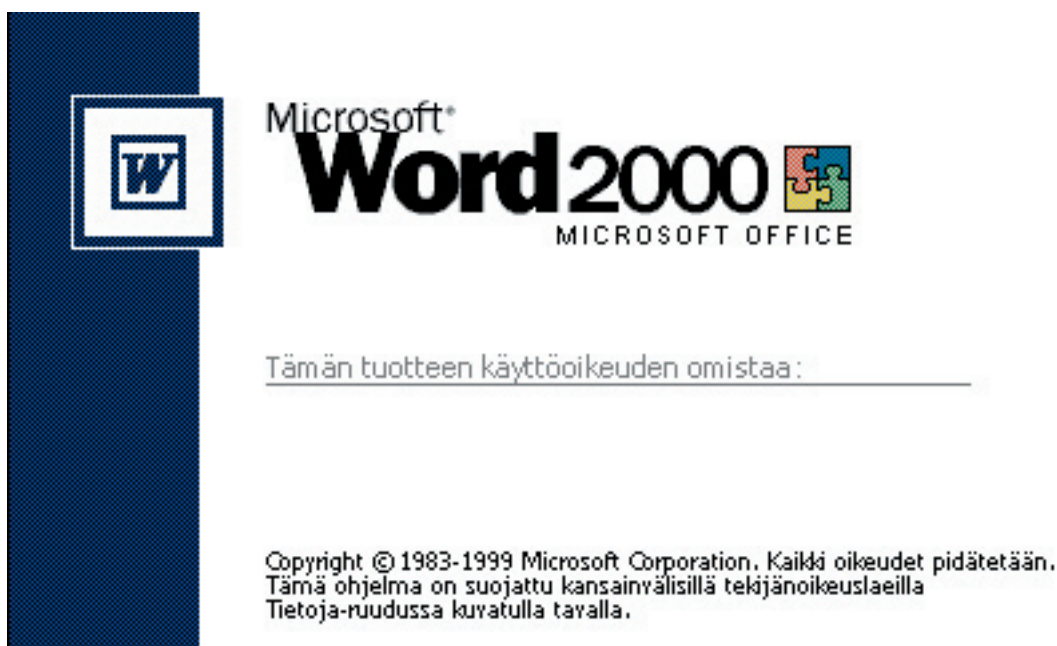 W
Microsoft®
Word 2000
MICROSOFT OFFICE
Tämän tuotteen käyttöoikeuden omistaa:
Copyright © 1983-1999 Microsoft Corporation. Kaikki oikeudet pidätetään.
Tämä ohjelma on suojattu kansainvälisillä tekijänoikeuslaeilla
Tietoja-ruudussa kuvatulla tavalla.